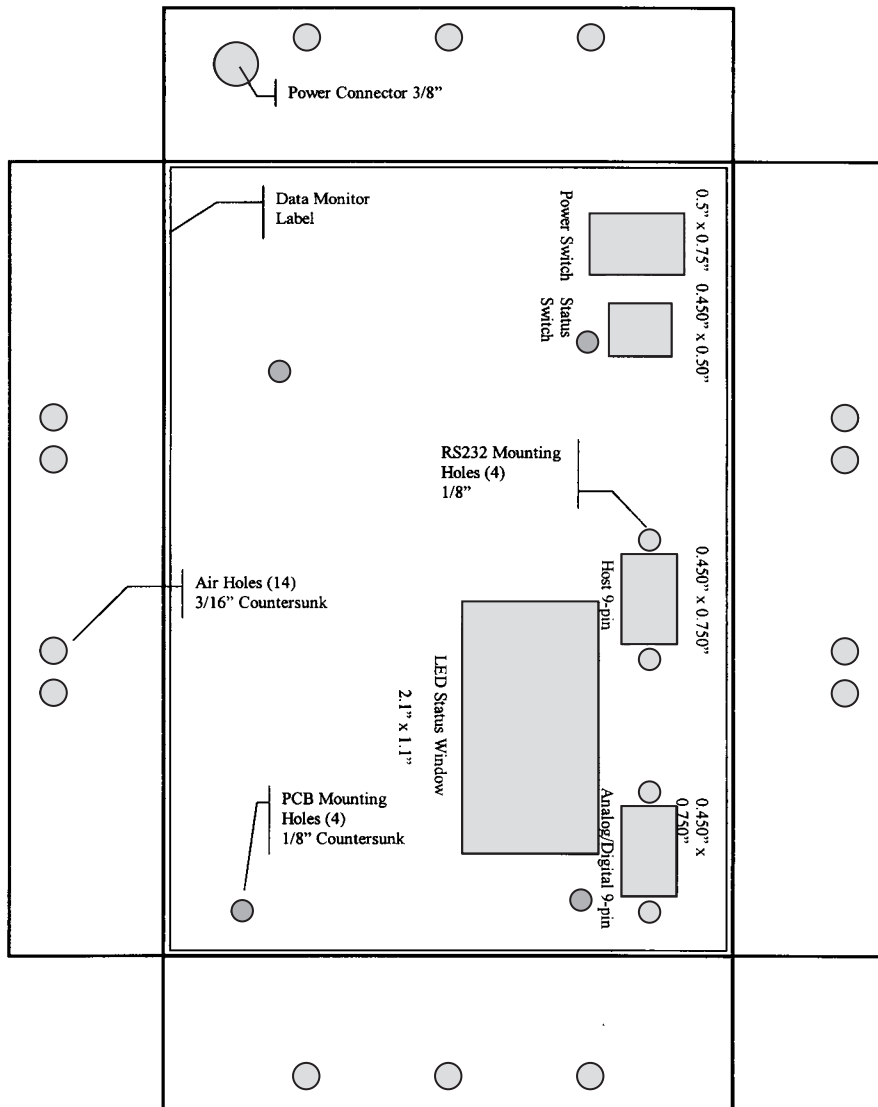 Power Connector 3/8”
Data Monitor
Label
0.5” x 0.75”
Power Switch
0.450” x 0.50”
Status
Switch
RS232 Mounting
Holes (4)
1/8”
0.450” x 0.750”
Host 9-pin
Air Holes (14)
3/16” Countersunk
LED Status Window
2.1” x 1.1”
PCB Mounting
Holes (4)
1/8” Countersunk
0.450” x
0.750”
Analog/Digital 9-pin